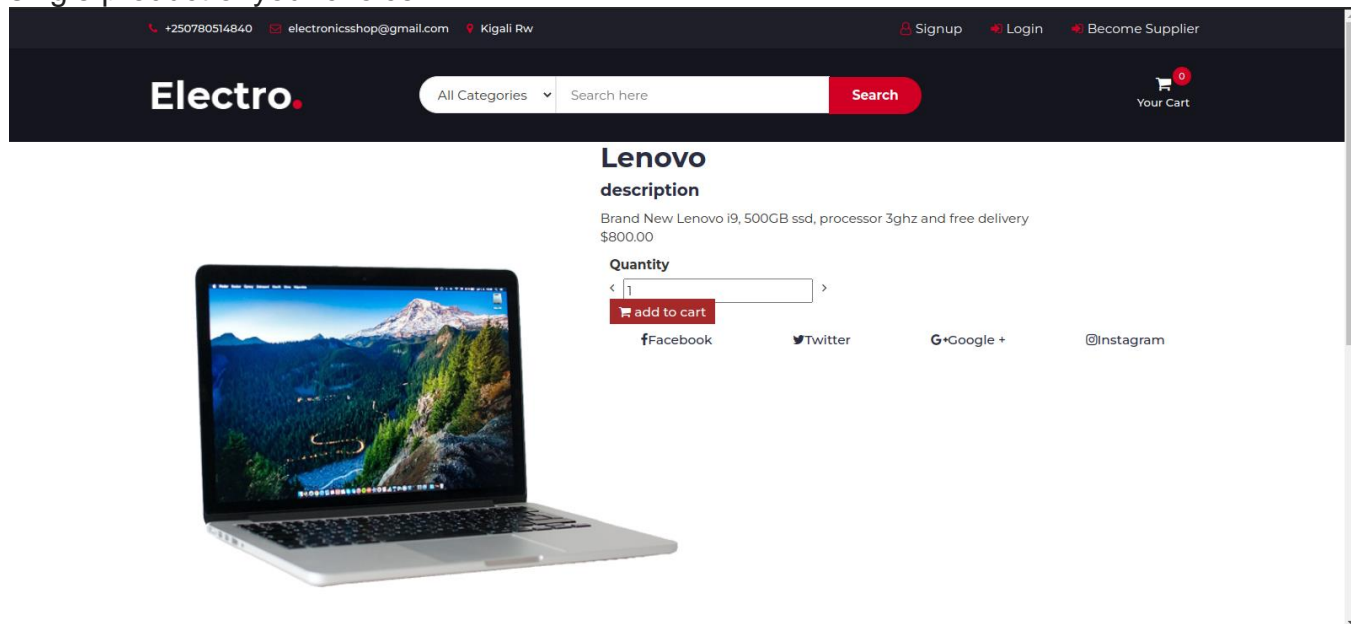 +250780514840 electronicsshop@gmail.com Kigali Rw Signup Login Become Supplier
Electro. All Categories Search here Search 0
Your Cart
Lenovo
description
Brand New Lenovo i9, 500GB ssd, processor 3ghz and free delivery
$800.00
Quantity
< 1 >
add to cart
Facebook Twitter G+Google + Instagram